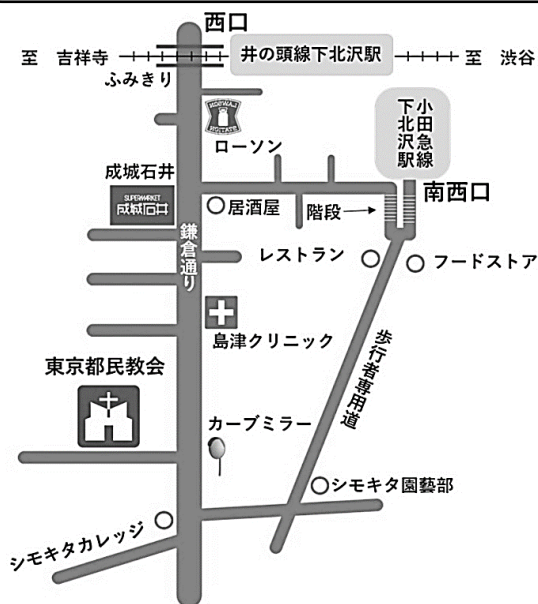 西口
至 吉祥寺
井の頭線下北沢駅
至 渋谷
ふみきり
ローソン
小田急線
下北沢駅
成城石井
SUPERMARKET
成城石井
南西口
居酒屋
階段
鎌倉通り
レストラン
フードストア
島津クリニック
歩行者専用道
東京都民教会
カーブミラー
シモキタ園藝部
シモキタカレッジ